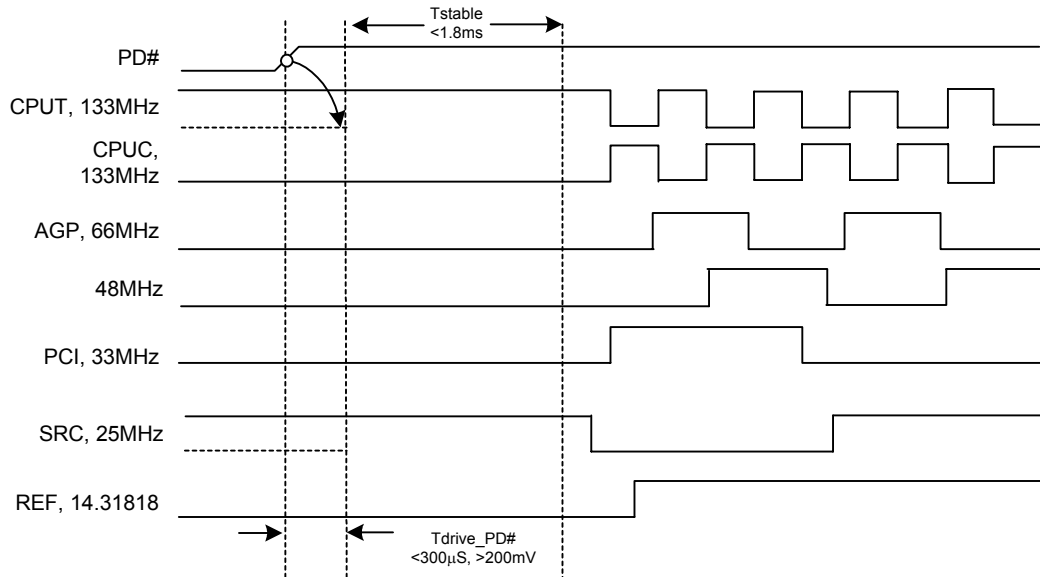 Tstable
<1.8ms
PD#
CPUT, 133MHz
CPUC,
133MHz
AGP, 66MHz
48MHz
PCI, 33MHz
SRC, 25MHz
REF, 14.31818
Tdrive_PD#
<300μS, >200mV